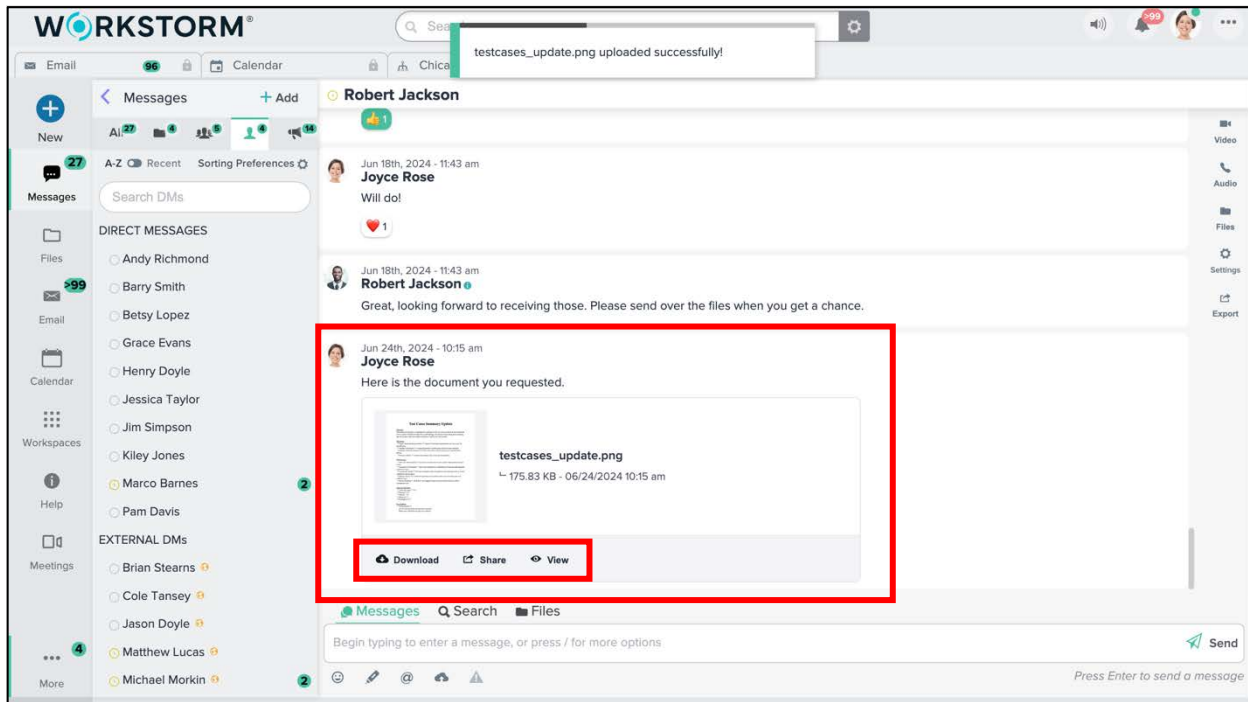 WORKSTORM®
Sea
testcases_update.png uploaded successfully!
>99
Email
96
Calendar
Chica
New
27
Messages
Files
>99
Email
Calendar
Workspaces
Help
Meetings
4
More
Messages
+ Add
All 27
4
5
4
14
A-Z
Recent
Sorting Preferences
Search DMs
DIRECT MESSAGES
Andy Richmond
Barry Smith
Betsy Lopez
Grace Evans
Henry Doyle
Jessica Taylor
Jim Simpson
Kiley Jones
Marco Barnes
2
Pam Davis
EXTERNAL DMs
Brian Stearns
Cole Tansey
Jason Doyle
Matthew Lucas
Michael Morkin
2
Robert Jackson
1
Jun 18th, 2024 - 11:43 am
Joyce Rose
Will do!
1
Jun 18th, 2024 - 11:43 am
Robert Jackson
Great, looking forward to receiving those. Please send over the files when you get a chance.
Jun 24th, 2024 - 10:15 am
Joyce Rose
Here is the document you requested.
Test Cases Summary Update
testcases_update.png
175.83 KB - 06/24/2024 10:15 am
Download
Share
View
Messages
Search
Files
Begin typing to enter a message, or press / for more options
Send
@
Press Enter to send a message
Video
Audio
Files
Settings
Export